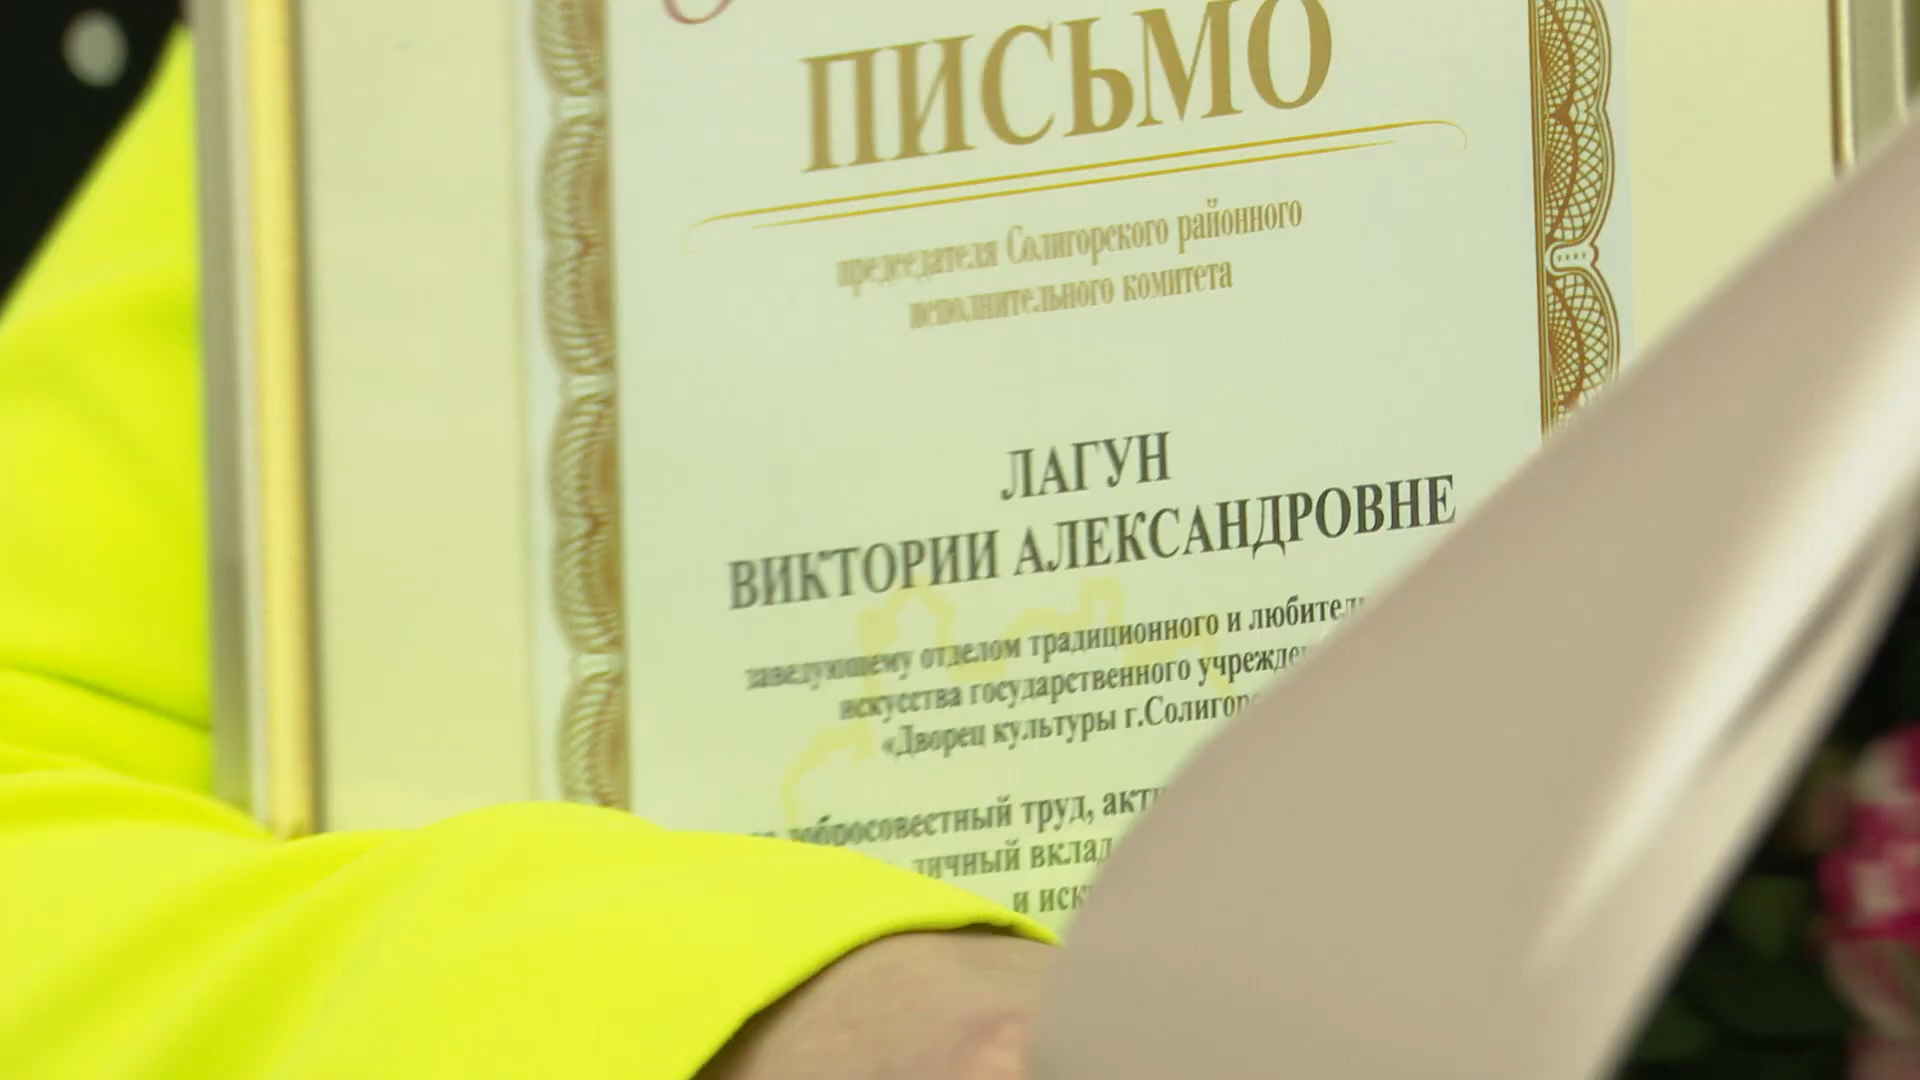 ПИСЬМО
председателя Солигорского районного
исполнительного комитета
ЛАГУН
ВИКТОРИИ АЛЕКСАНДРОВНЕ
заведующему отделом традиционного и любитель
искусства государственного учрежде
«Дворец культуры г.Солигор
добросовестный труд, акти
личный вклад
и иск